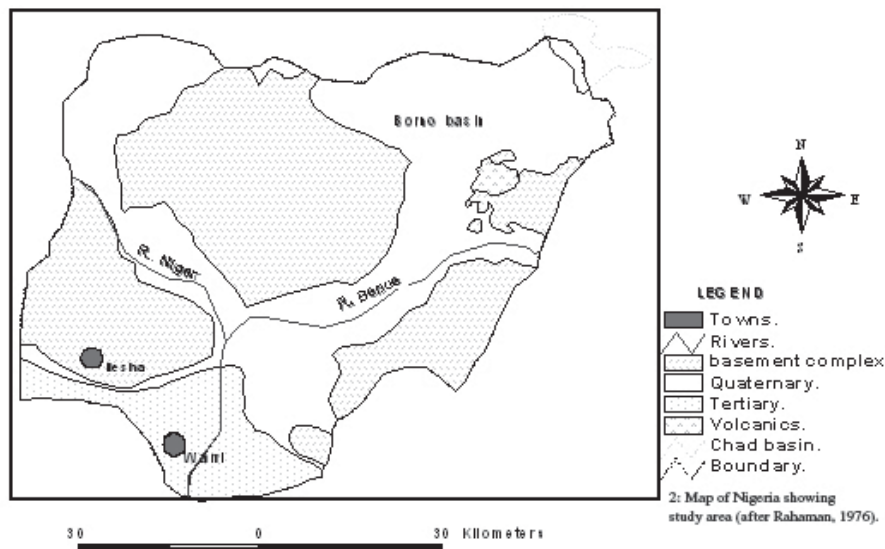 Borno basin
N
W E
S
R. Niger
R. Benue
LEGEND
Towns.
Rivers.
basement complex
Quaternary.
Tertiary.
Volcanics.
Chad basin.
Boundary.
Ilesha
Warri
2: Map of Nigeria showing
study area (after Rahaman, 1976).
30 0 30 Kilometers